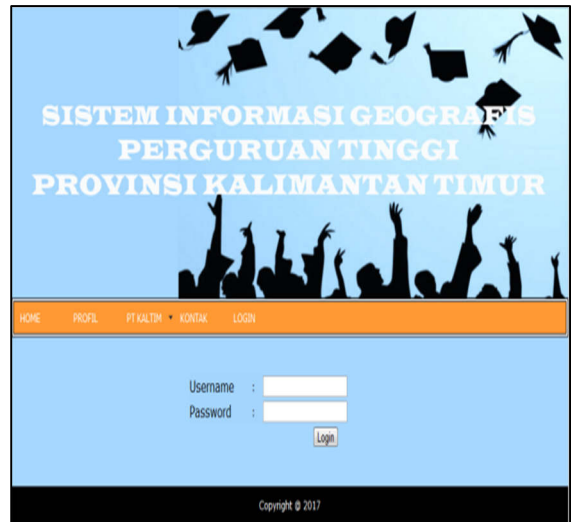 SISTEM INFORMASI GEOGRAFIS
PERGURUAN TINGGI
PROVINSI KALIMANTAN TIMUR
HOME PROFIL PT KALTIM KONTAK LOGIN
Username :
Password :
Login
Copyright @ 2017